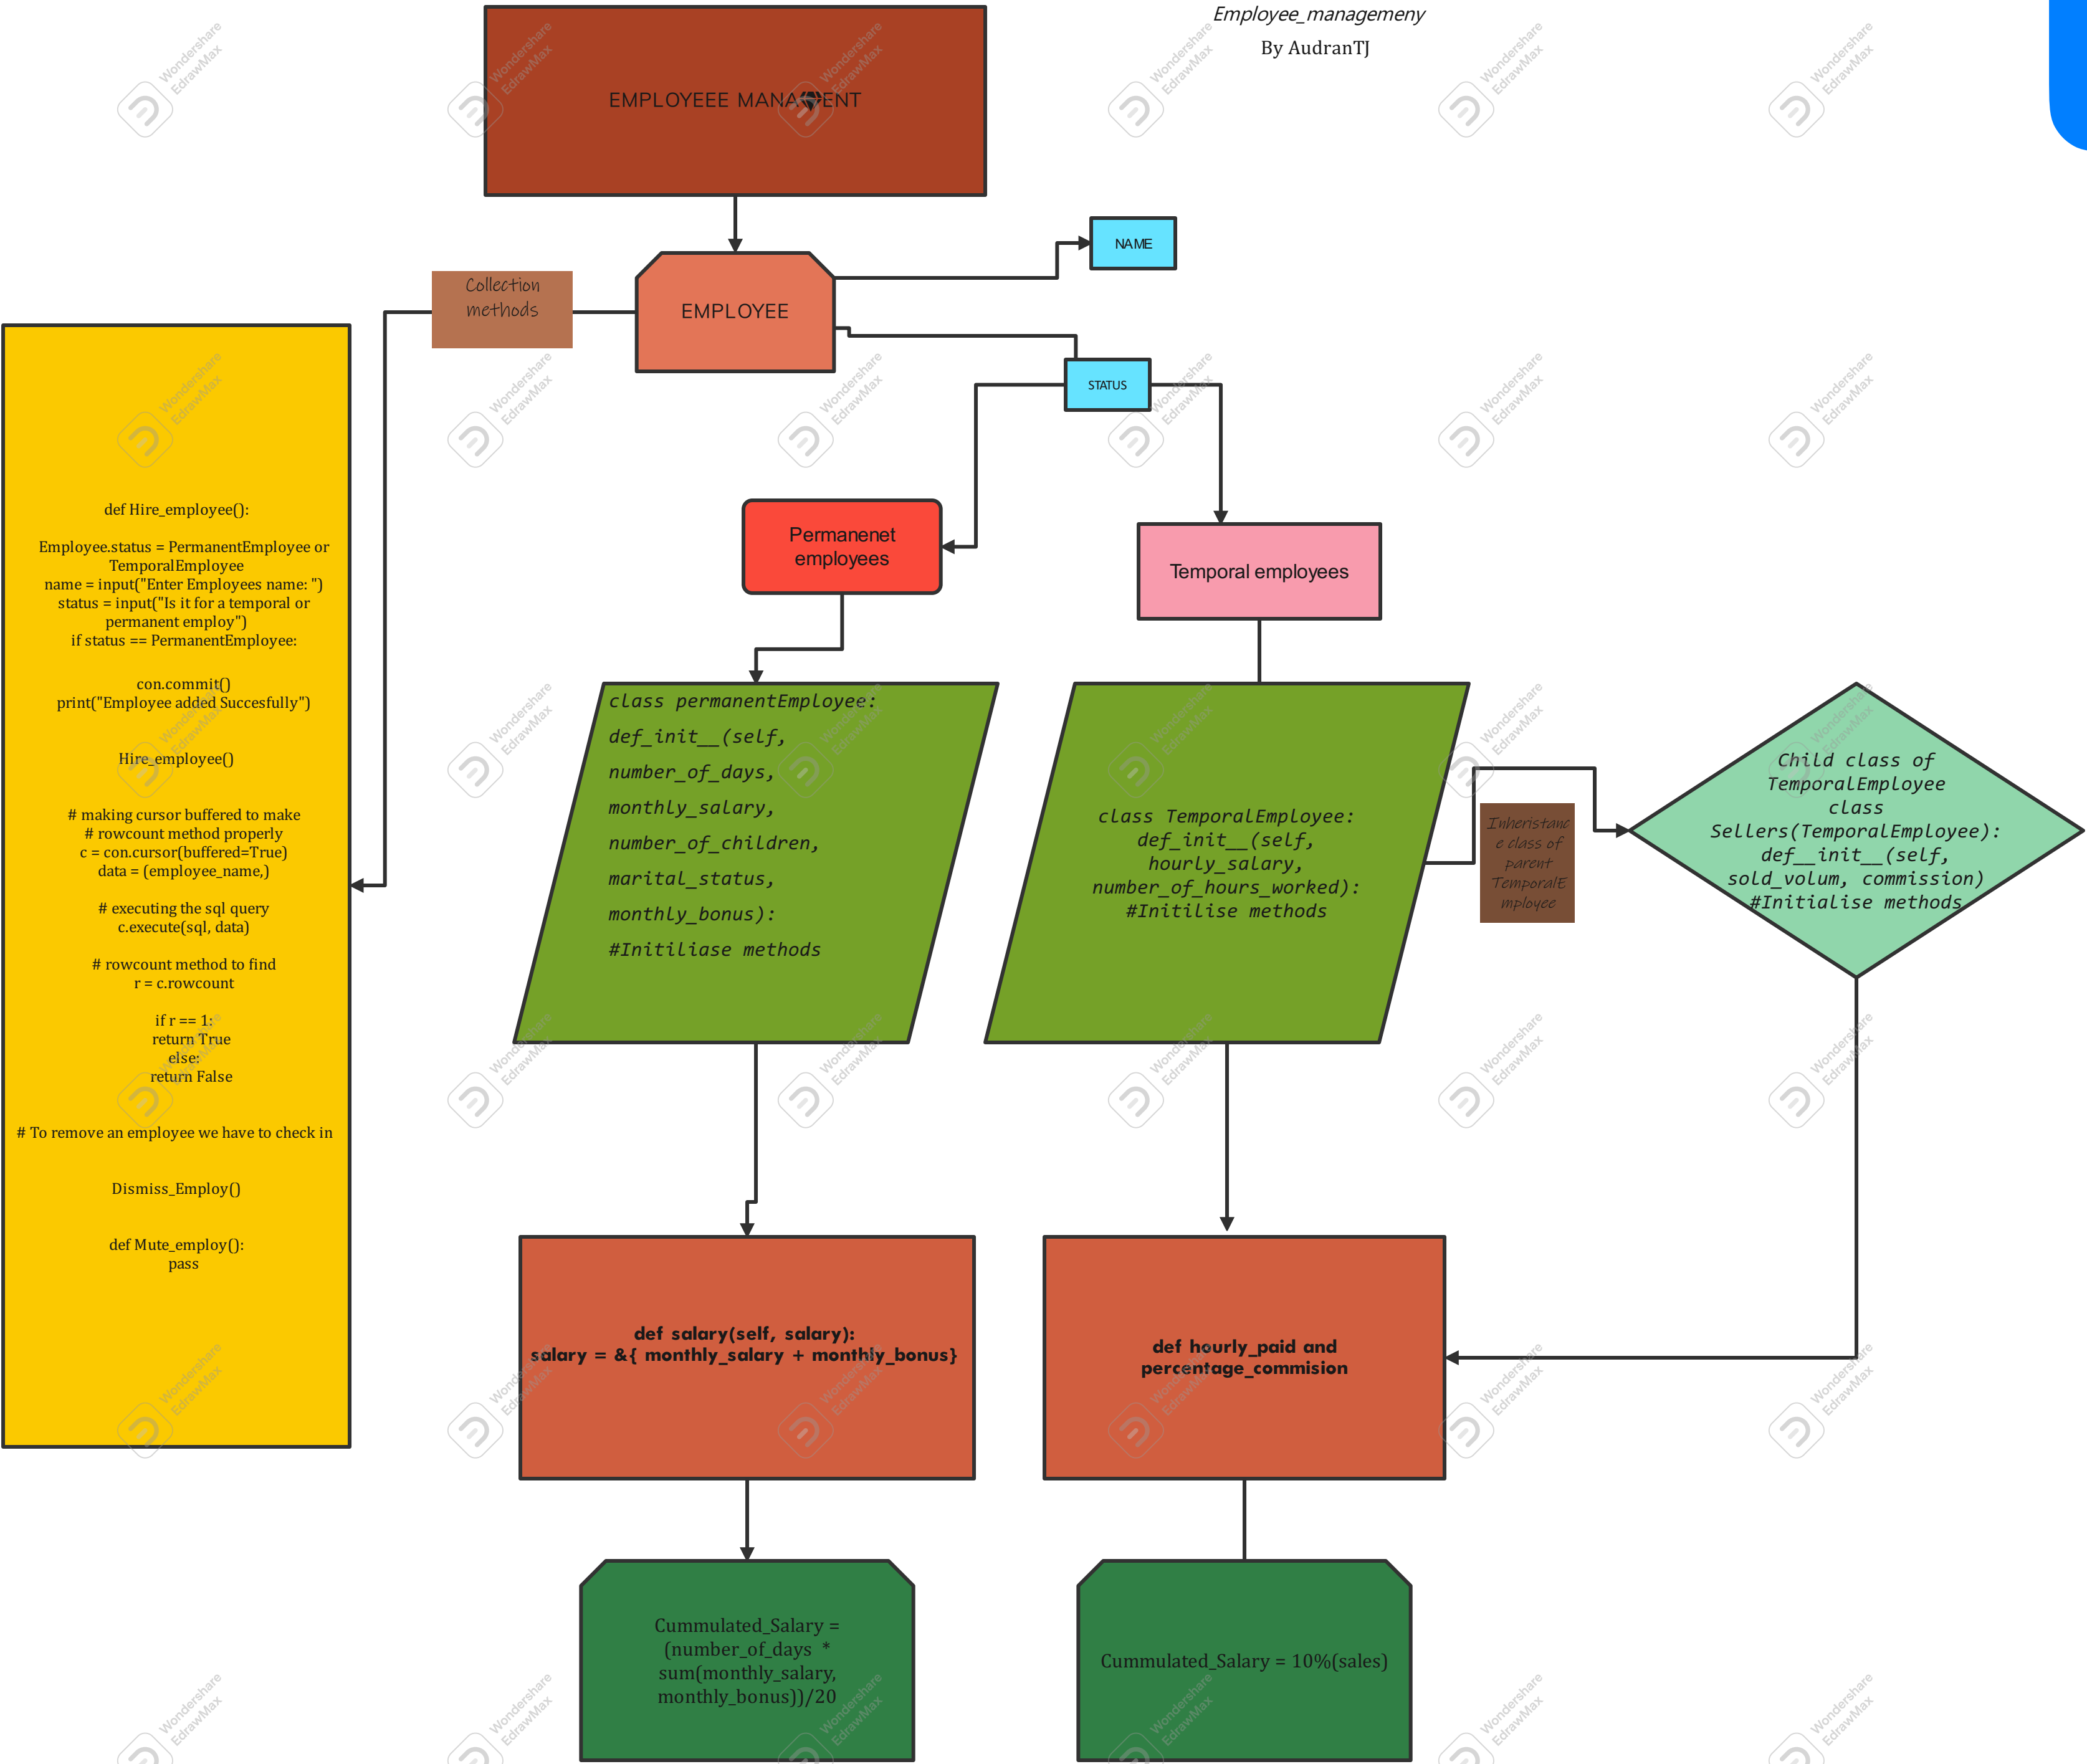 Employee_managemeny
By AudranTJ
EMPLOYEEE MANA ENT
NAME
Collection
methods
EMPLOYEE
STATUS
Permanenet
employees
Temporal employees
def Hire_employee():
Employee.status = PermanentEmployee or
TemporalEmployee
name = input("Enter Employees name: ")
status = input("Is it for a temporal or
permanent employ")
if status == PermanentEmployee:
con.commit()
print("Employee added Succesfully")
Hire_employee()
# making cursor buffered to make
# rowcount method properly
c = con.cursor(buffered=True)
data = (employee_name,)
# executing the sql query
c.execute(sql, data)
# rowcount method to find
r = c.rowcount
if r == 1:
return True
else:
return False
# To remove an employee we have to check in
Dismiss_Employ()
def Mute_employ():
pass
class permanentEmployee:
def_init__(self,
number_of_days,
monthly_salary,
number_of_children,
marital_status,
monthly_bonus):
#Initiliase methods
class TemporalEmployee:
def_init__(self,
hourly_salary,
number_of_hours_worked):
#Initilise methods
Inheristanc
e class of
parent
TemporalE
mployee
Child class of
TemporalEmployee
class
Sellers(TemporalEmployee):
def__init__(self,
sold_volum, commission)
#Initialise methods
def salary(self, salary):
salary = &{ monthly_salary + monthly_bonus}
def hourly_paid and
percentage_commision
Cummulated_Salary =
(number_of_days *
sum(monthly_salary,
monthly_bonus))/20
Cummulated_Salary = 10%(sales)
Wondershare
EdrawMax